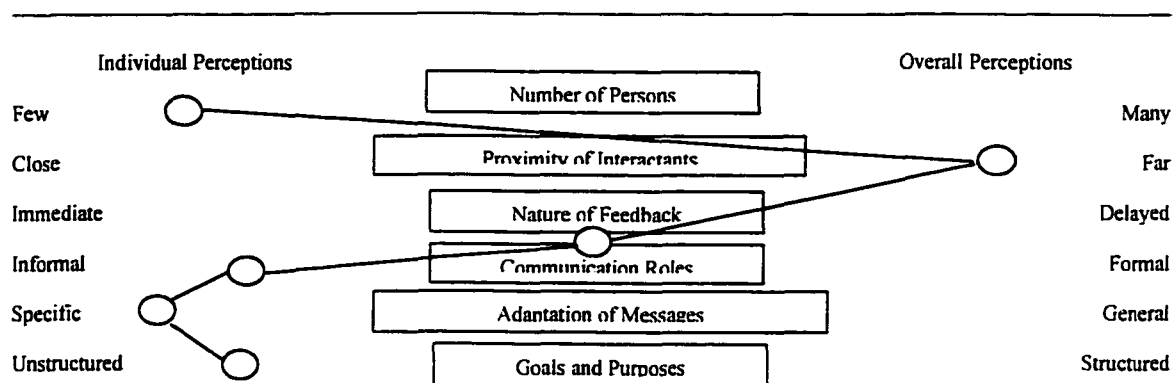 Individual Perceptions Overall Perceptions
Number of Persons
Few Many
Proximity of Interactants
Close Far
Immediate Nature of Feedback Delayed
Informal Communication Roles Formal
Specific Adantation of Messages General
Unstructured Goals and Purposes Structured